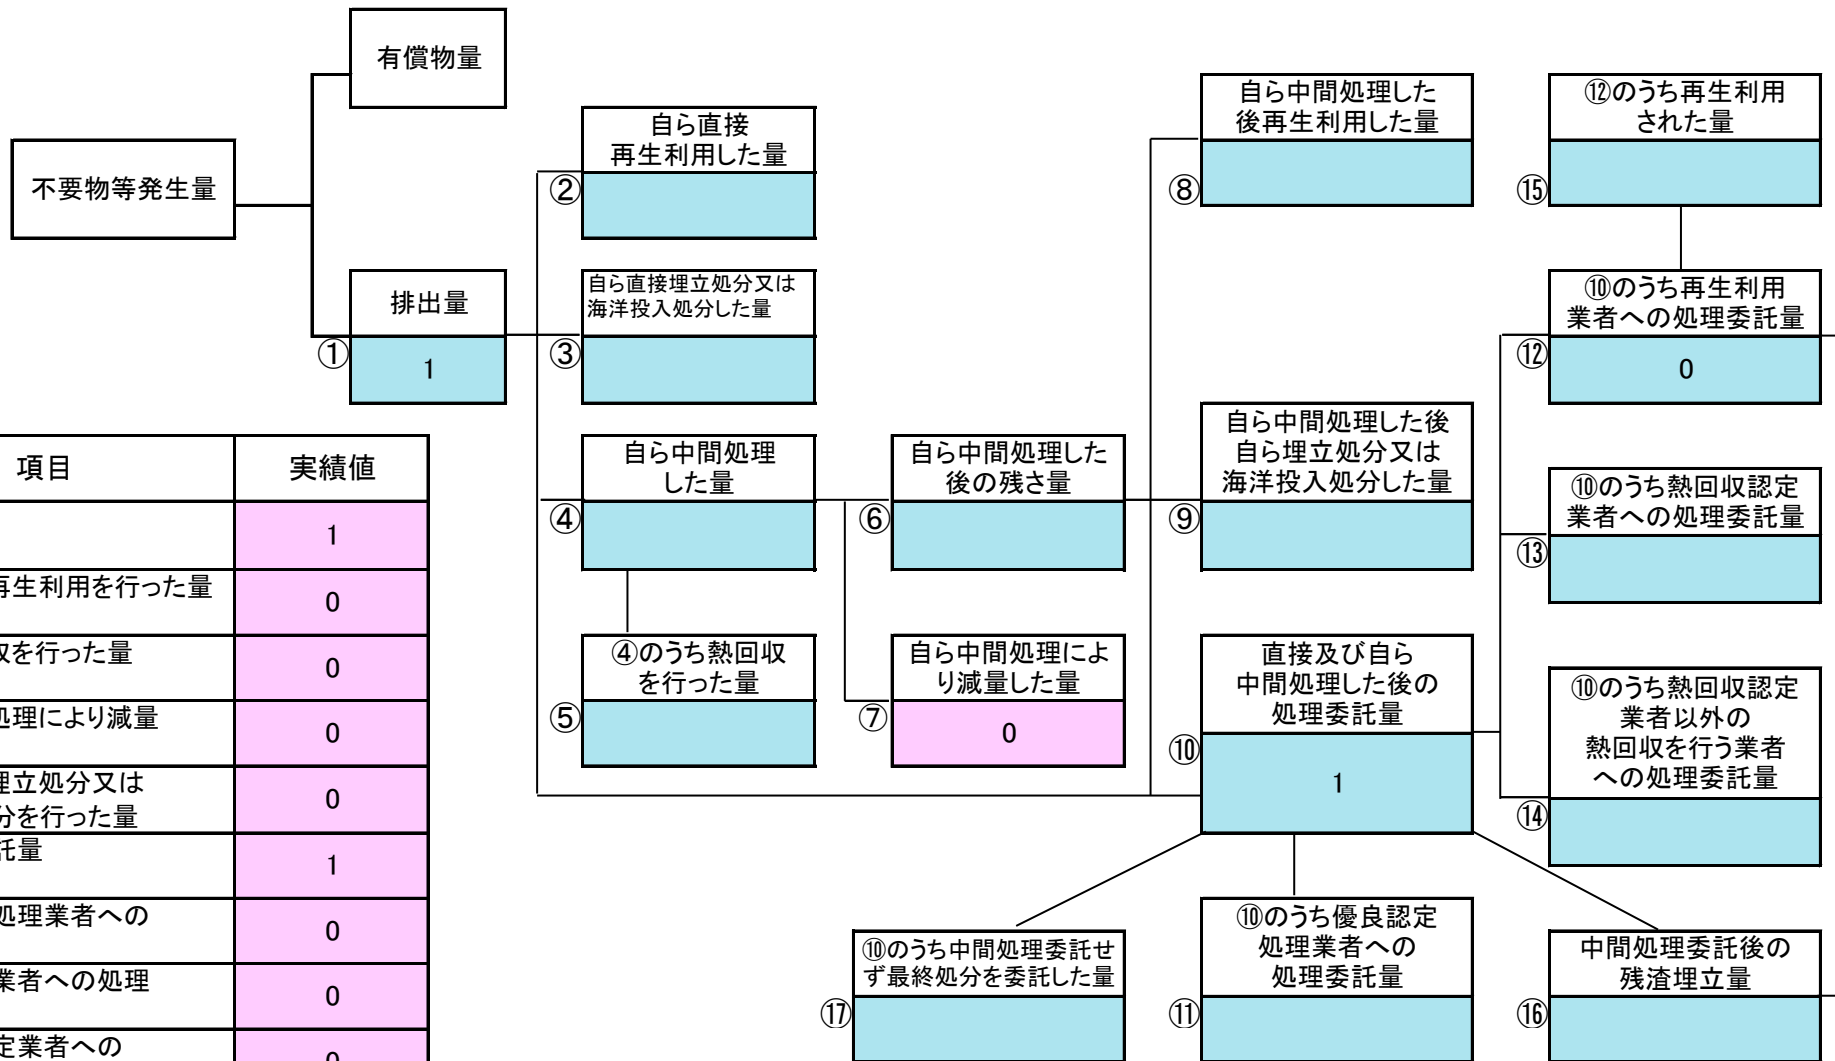 有償物量
不要物等発生量
排出量
①
1
自ら直接
再生利用した量
②
自ら直接埋立処分又は
海洋投入処分した量
③
自ら中間処理
した量
④
④のうち熱回収
を行った量
⑤
自ら中間処理した
後の残さ量
⑥
自ら中間処理によ
り減量した量
⑦
0
自ら中間処理した
後再生利用した量
⑧
自ら中間処理した後
自ら埋立処分又は
海洋投入処分した量
⑨
直接及び自ら
中間処理した後の
処理委託量
⑩
1
⑫のうち再生利用
された量
⑮
⑩のうち再生利用
業者への処理委託量
⑫
0
⑩のうち熱回収認定
業者への処理委託量
⑬
⑩のうち熱回収認定
業者以外の
熱回収を行う業者
への処理委託量
⑭
⑩のうち中間処理委託せ
ず最終処分を委託した量
⑰
⑩のうち優良認定
処理業者への
処理委託量
⑪
中間処理委託後の
残渣埋立量
⑯
項目 実績値
1
再生利用を行った量 0
を行った量 0
処理により減量 0
埋立処分又は
分を行った量 0
託量 1
処理業者への 0
業者への処理 0
定業者への 0